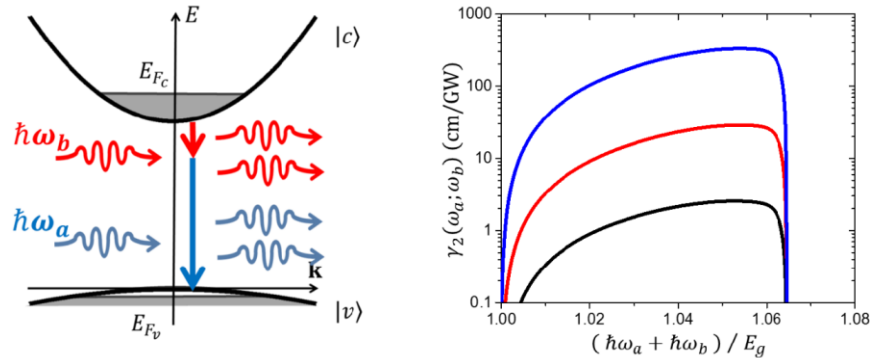 E
|c⟩
E_{F_c}
ħω_b
ħω_a
k
E_{F_v}
|v⟩
γ_2(ω_a; ω_b) (cm/GW)
1000
100
10
1
0.1
1.00 1.02 1.04 1.06 1.08
( ħω_a + ħω_b ) / E_g